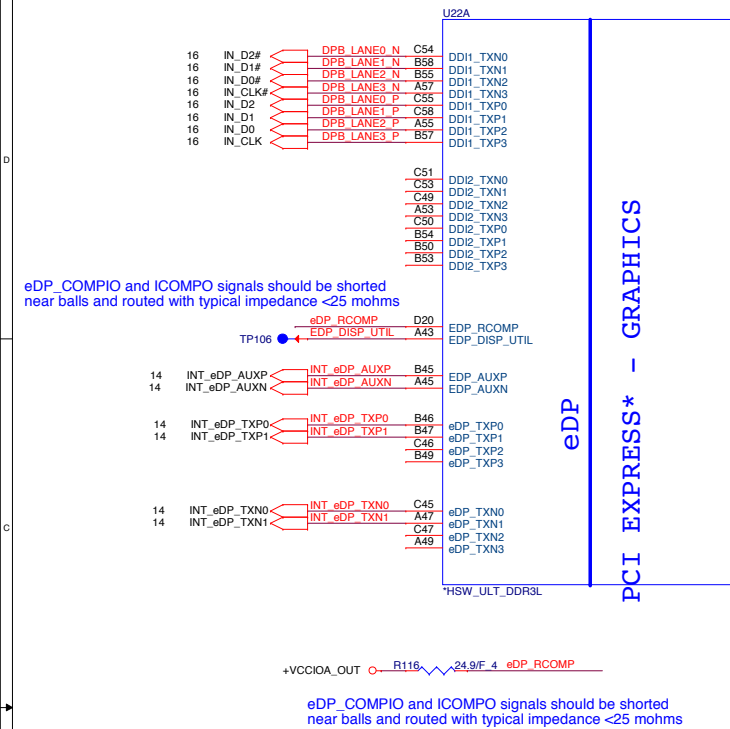 U22A
16 IN_D2# DPB_LANE0_N C54 DDI1_TXN0
16 IN_D1# DPB_LANE1_N B58 DDI1_TXN1
16 IN_D0# DPB_LANE2_N B55 DDI1_TXN2
16 IN_CLK# DPB_LANE3_N A57 DDI1_TXN3
16 IN_D2 DPB_LANE0_P C55 DDI1_TXP0
16 IN_D1 DPB_LANE1_P C58 DDI1_TXP1
16 IN_D0 DPB_LANE2_P A55 DDI1_TXP2
16 IN_CLK DPB_LANE3_P B57 DDI1_TXP3
D
C51 DDI2_TXN0
C53 DDI2_TXN1
C49 DDI2_TXN2
A53 DDI2_TXN3
C50 DDI2_TXP0
B54 DDI2_TXP1
B50 DDI2_TXP2
B53 DDI2_TXP3
eDP_COMPIO and ICOMPO signals should be shorted
near balls and routed with typical impedance <25 mohms
eDP_RCOMP D20 EDP_RCOMP
TP106 EDP_DISP_UTIL A43 EDP_DISP_UTIL
14 INT_eDP_AUXP INT_eDP_AUXP B45 EDP_AUXP
14 INT_eDP_AUXN INT_eDP_AUXN A45 EDP_AUXN
14 INT_eDP_TXP0 INT_eDP_TXP0 B46 eDP_TXP0
14 INT_eDP_TXP1 INT_eDP_TXP1 B47 eDP_TXP1
C46 eDP_TXP2
B49 eDP_TXP3
14 INT_eDP_TXN0 INT_eDP_TXN0 C45 eDP_TXN0
14 INT_eDP_TXN1 INT_eDP_TXN1 A47 eDP_TXN1
C47 eDP_TXN2
A49 eDP_TXN3
C
eDP
PCI EXPRESS* - GRAPHICS
*HSW_ULT_DDR3L
+VCCIOA_OUT R116 24.9/F_4 eDP_RCOMP
eDP_COMPIO and ICOMPO signals should be shorted
near balls and routed with typical impedance <25 mohms